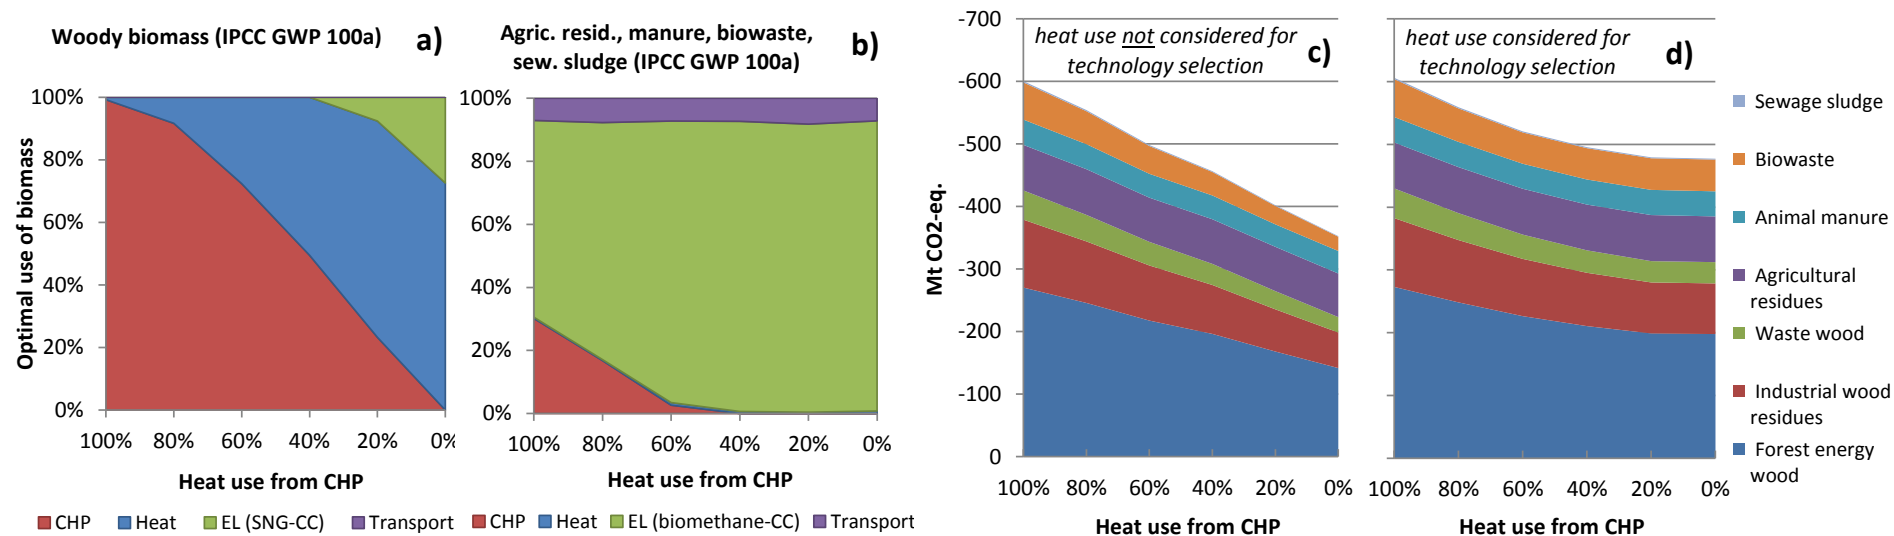 Woody biomass (IPCC GWP 100a)
a)
Optimal use of biomass
100%
80%
60%
40%
20%
0%
100% 80% 60% 40% 20% 0%
Heat use from CHP
CHP Heat EL (SNG-CC) Transport
Agric. resid., manure, biowaste,
sew. sludge (IPCC GWP 100a)
b)
100%
80%
60%
40%
20%
0%
100% 80% 60% 40% 20% 0%
Heat use from CHP
CHP Heat EL (biomethane-CC) Transport
Mt CO2-eq.
-700
-600
-500
-400
-300
-200
-100
0
heat use not considered for
technology selection
c)
100% 80% 60% 40% 20% 0%
Heat use from CHP
heat use considered for
technology selection
d)
100% 80% 60% 40% 20% 0%
Heat use from CHP
Sewage sludge
Biowaste
Animal manure
Agricultural
residues
Waste wood
Industrial wood
residues
Forest energy
wood